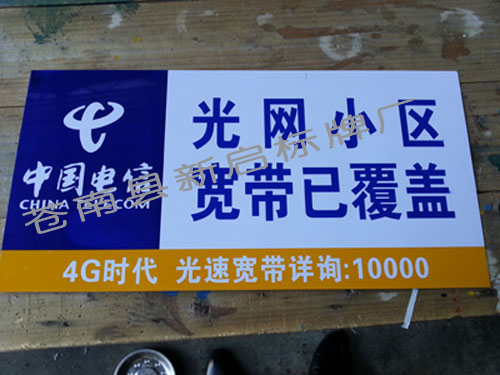 中国电信
CHINA TELECOM
光网小区
宽带已覆盖
4G时代 光速宽带详询:10000
苍南县新启标牌厂